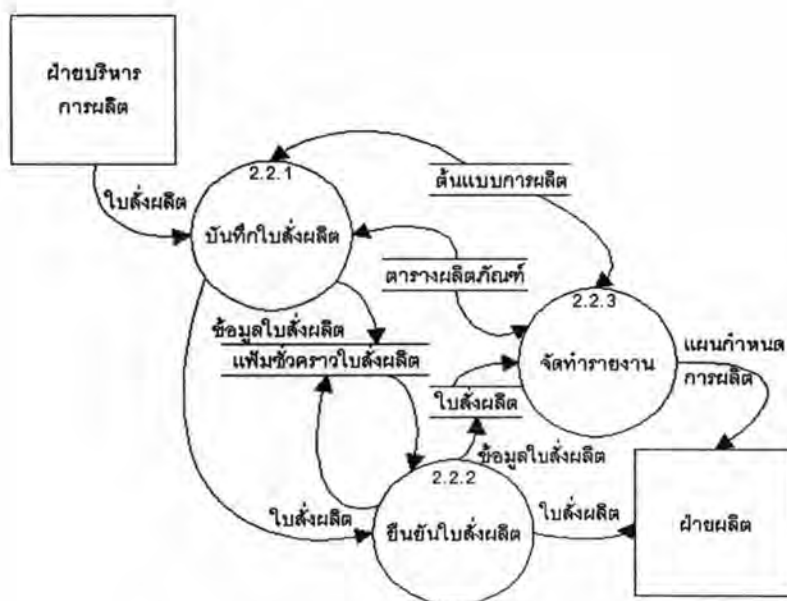 ฝ่ายบริหาร
การผลิต
2.2.1
ใบสั่งผลิต
ต้นแบบการผลิต
บันทึกใบสั่งผลิต
ตารางผลิตภัณฑ์
2.2.3
ข้อมูลใบสั่งผลิต
แฟ้มชั่วคราวใบสั่งผลิต
จัดทำรายงาน
แผนกำหนด
การผลิต
ใบสั่งผลิต
ข้อมูลใบสั่งผลิต
2.2.2
ใบสั่งผลิต
ยืนยันใบสั่งผลิต
ใบสั่งผลิต
ฝ่ายผลิต